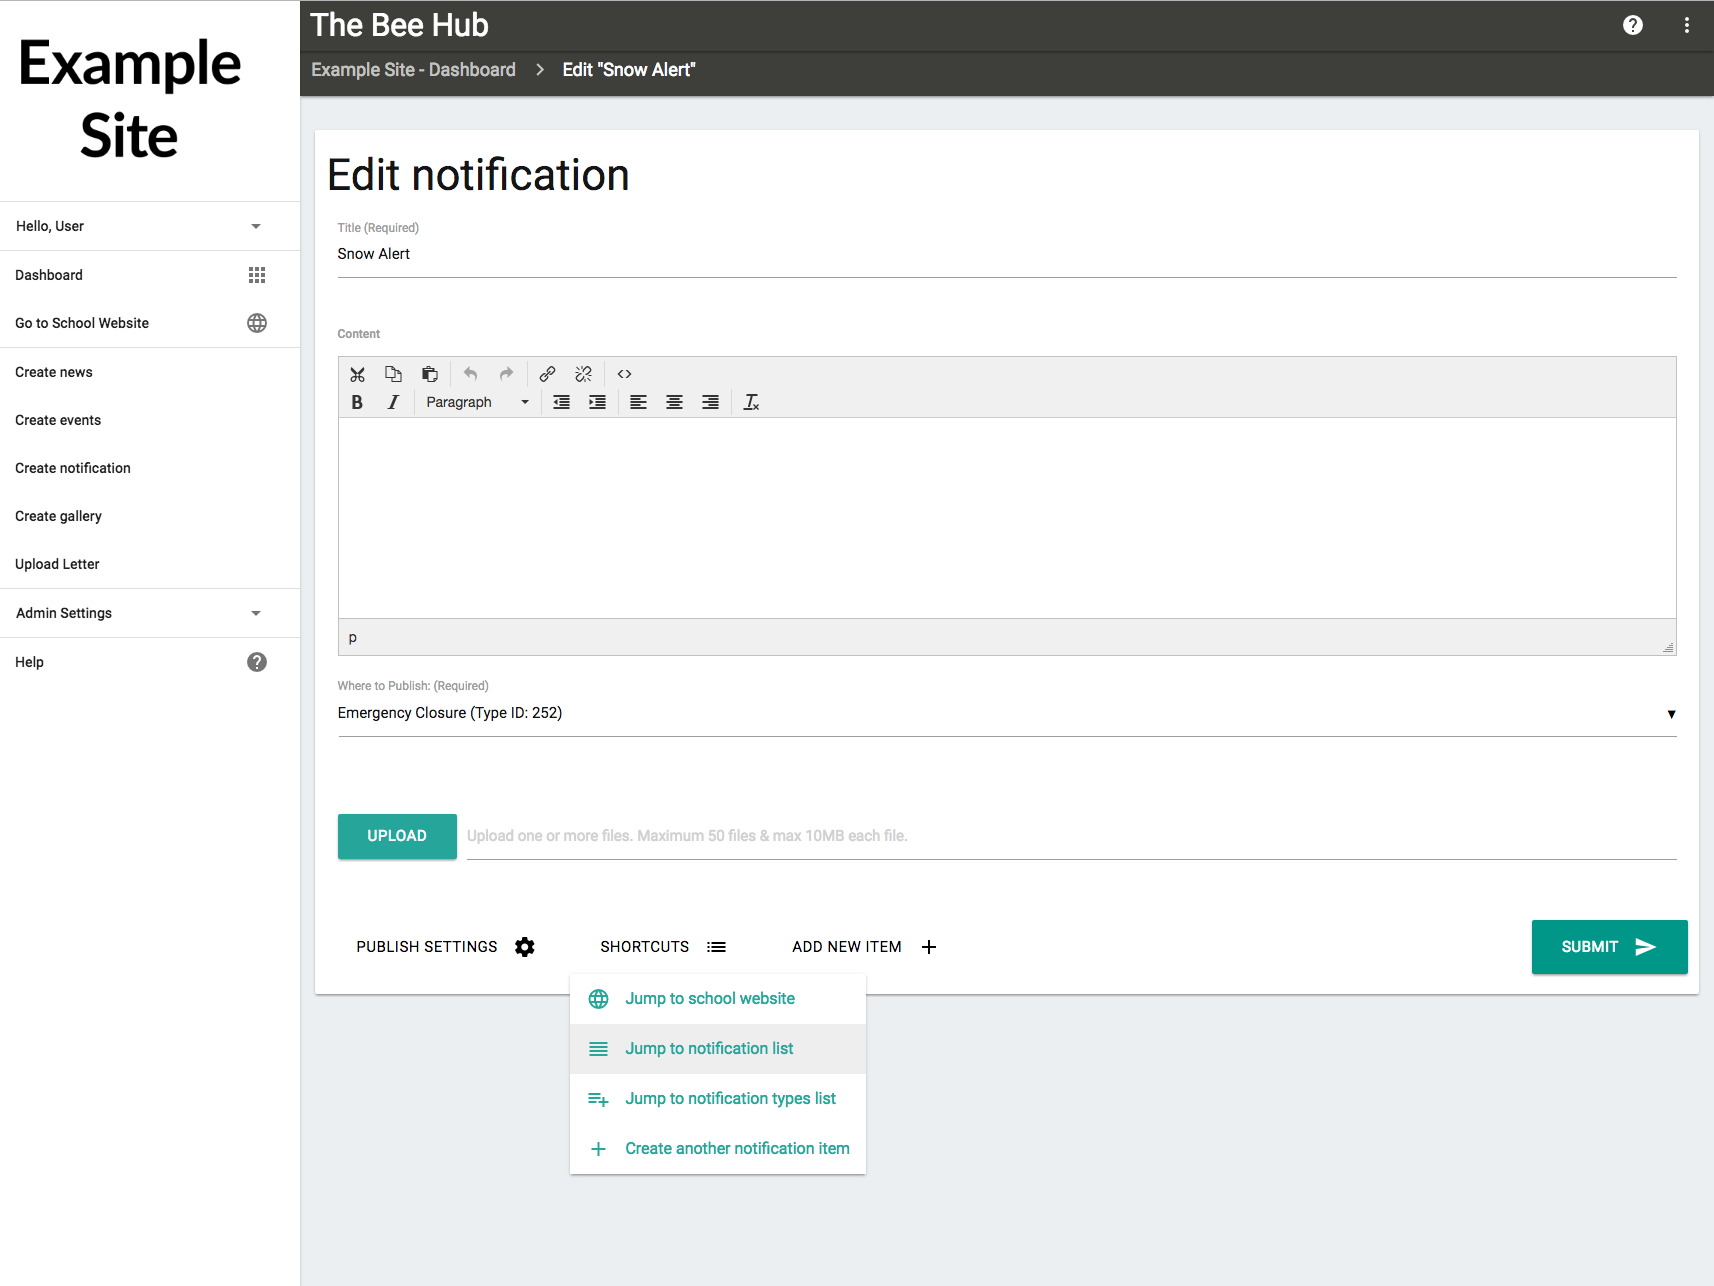 Example
Site
Hello, User
Dashboard
Go to School Website
Create news
Create events
Create notification
Create gallery
Upload Letter
Admin Settings
Help
The Bee Hub
Example Site - Dashboard > Edit "Snow Alert"
Edit notification
Title (Required)
Snow Alert
Content
Paragraph
p
Where to Publish: (Required)
Emergency Closure (Type ID: 252)
UPLOAD Upload one or more files. Maximum 50 files & max 10MB each file.
PUBLISH SETTINGS SHORTCUTS ADD NEW ITEM SUBMIT
Jump to school website
Jump to notification list
Jump to notification types list
Create another notification item